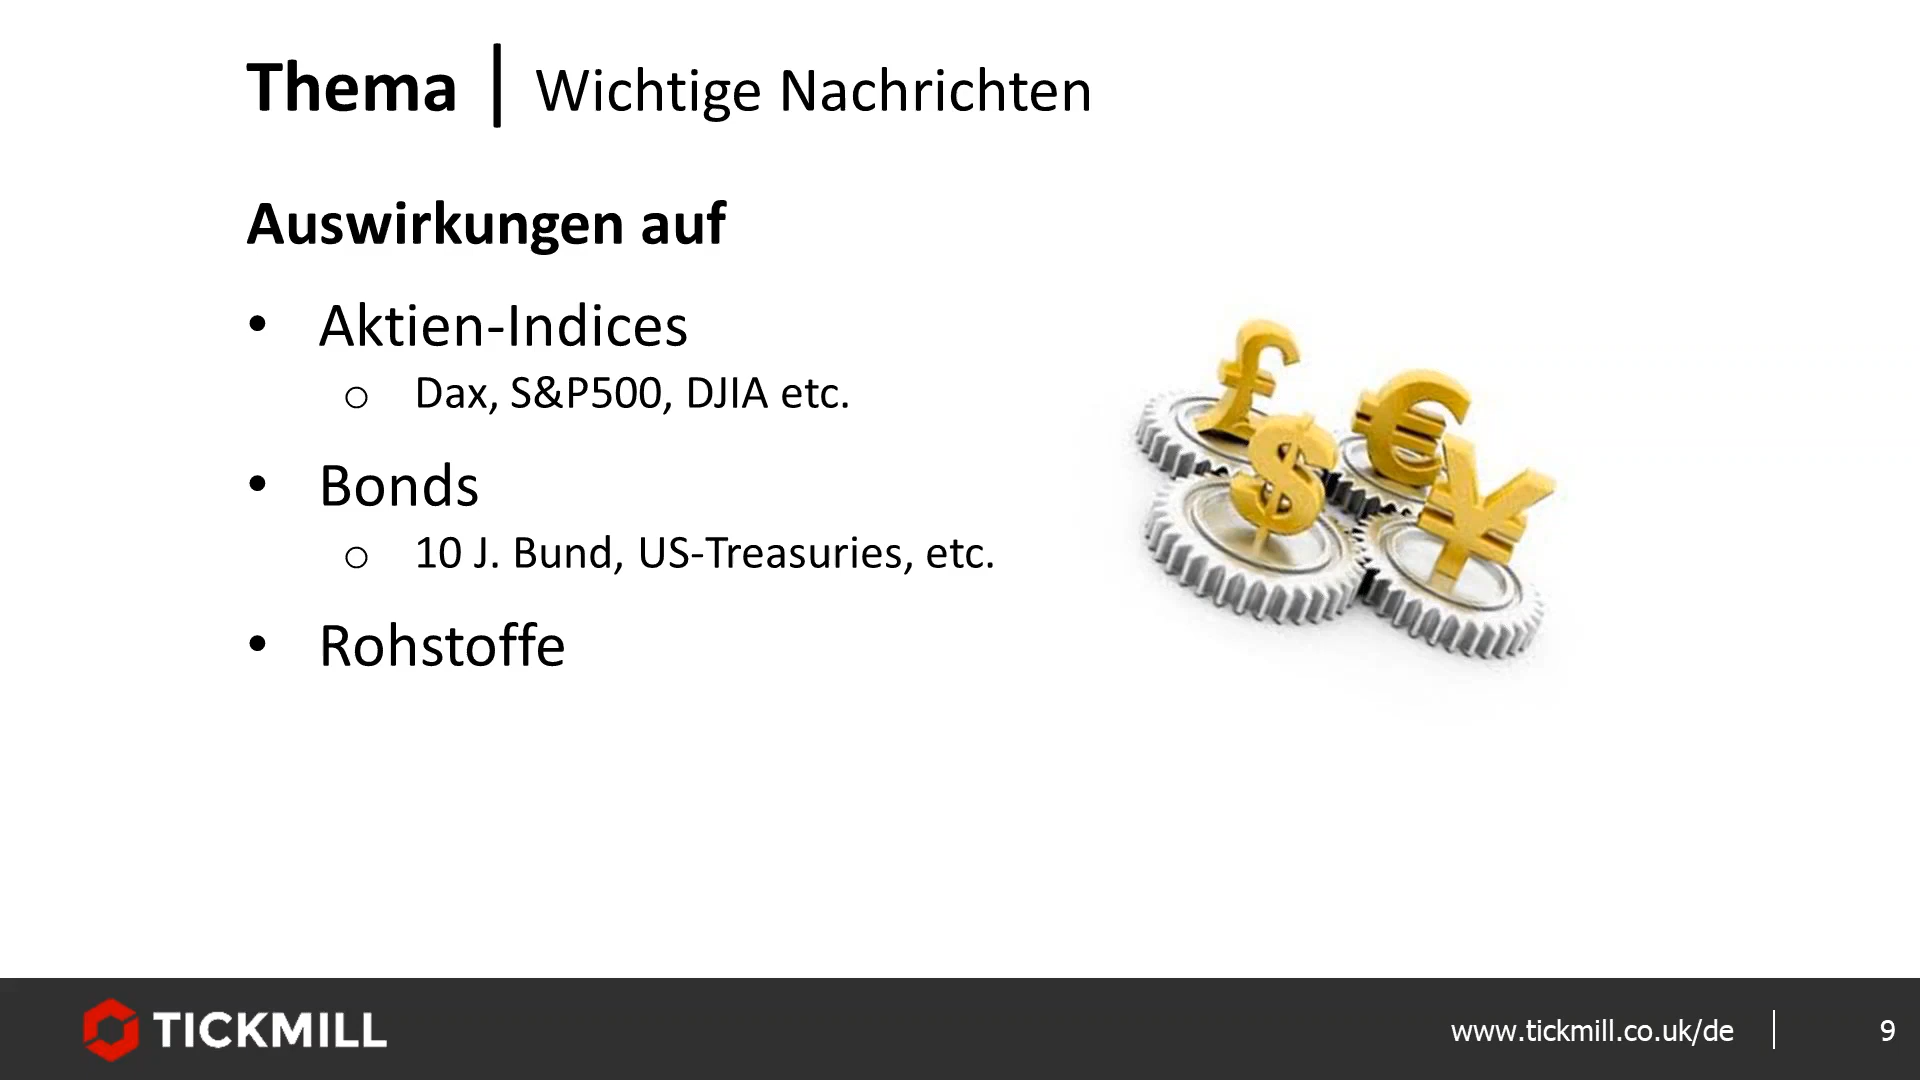 Thema | Wichtige Nachrichten
Auswirkungen auf
• Aktien-Indices
o Dax, S&P500, DJIA etc.
• Bonds
o 10 J. Bund, US-Treasuries, etc.
• Rohstoffe
£
€
$
¥
TICKMILL
www.tickmill.co.uk/de | 9